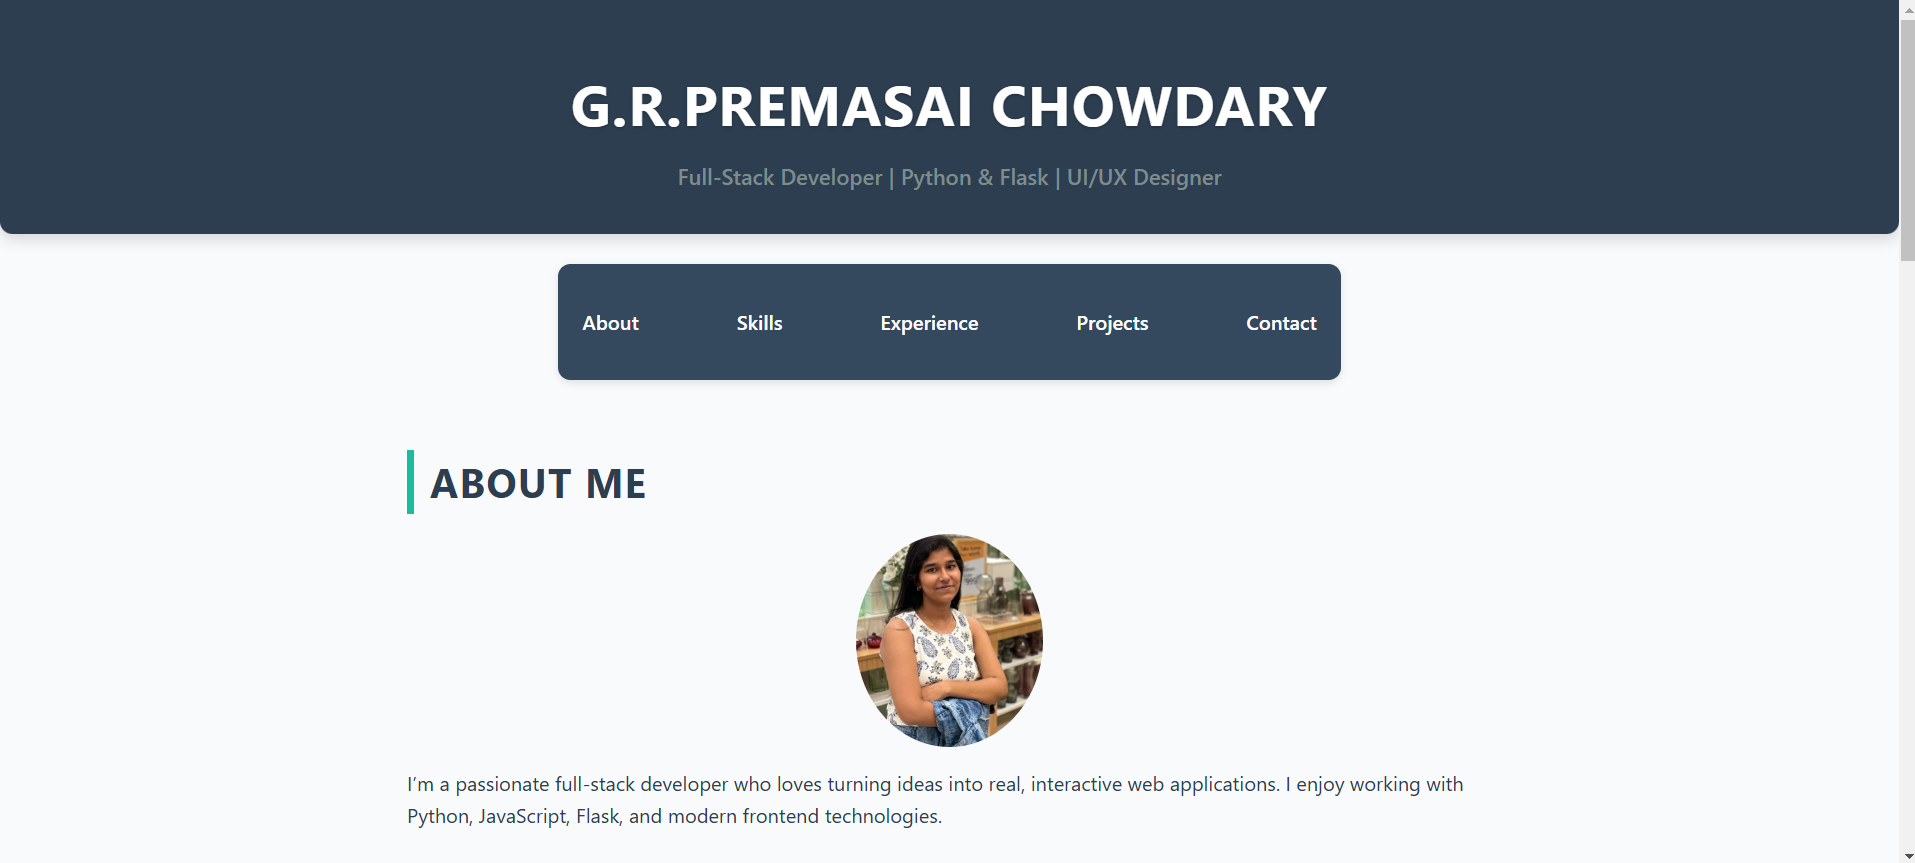 G.R.PREMASAI CHOWDARY
Full-Stack Developer | Python & Flask | UI/UX Designer
About Skills Experience Projects Contact
ABOUT ME
I’m a passionate full-stack developer who loves turning ideas into real, interactive web applications. I enjoy working with
Python, JavaScript, Flask, and modern frontend technologies.